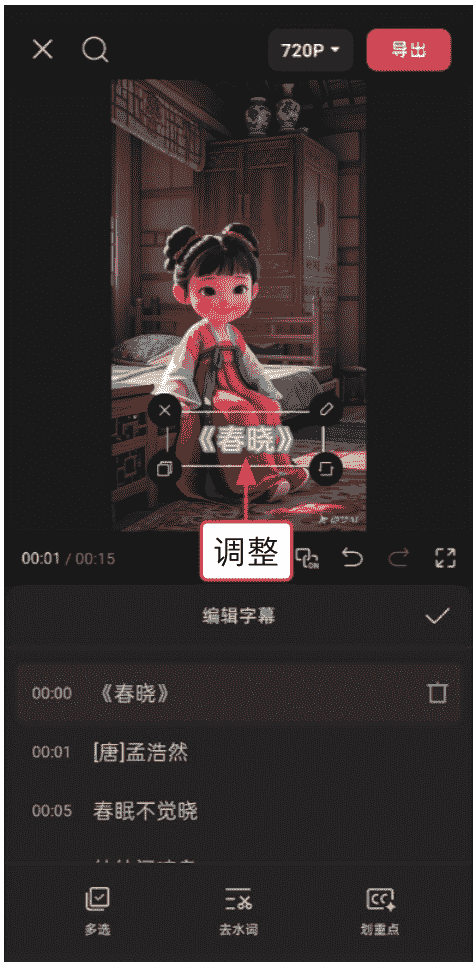 720P
导出
《春晓》
调整
00:01 / 00:15
ON
编辑字幕
00:00 《春晓》
00:01 [唐]孟浩然
00:05 春眠不觉晓
多选
去水词
划重点